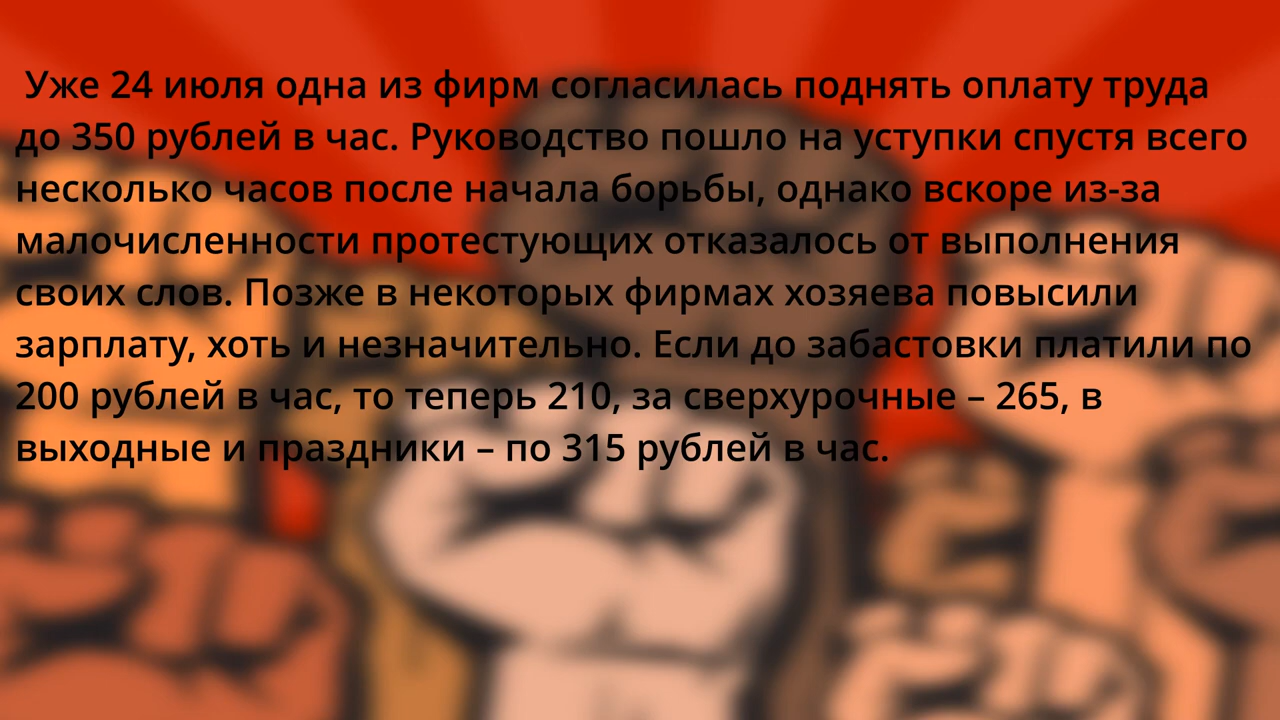 Уже 24 июля одна из фирм согласилась поднять оплату труда
до 350 рублей в час. Руководство пошло на уступки спустя всего
несколько часов после начала борьбы, однако вскоре из-за
малочисленности протестующих отказалось от выполнения
своих слов. Позже в некоторых фирмах хозяева повысили
зарплату, хоть и незначительно. Если до забастовки платили по
200 рублей в час, то теперь 210, за сверхурочные – 265, в
выходные и праздники – по 315 рублей в час.